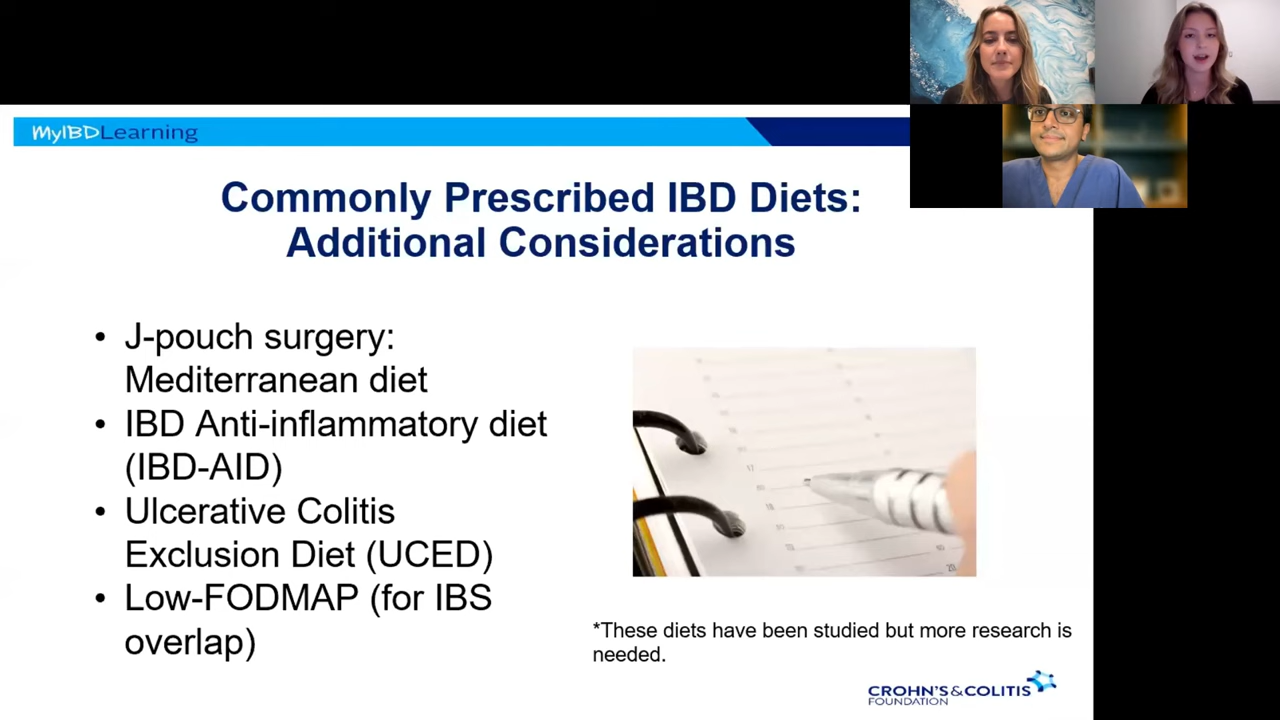 MyIBDLearning
Commonly Prescribed IBD Diets:
Additional Considerations
• J-pouch surgery:
Mediterranean diet
• IBD Anti-inflammatory diet
(IBD-AID)
• Ulcerative Colitis
Exclusion Diet (UCED)
• Low-FODMAP (for IBS
overlap)
*These diets have been studied but more research is
needed.
CROHN'S&COLITIS
FOUNDATION